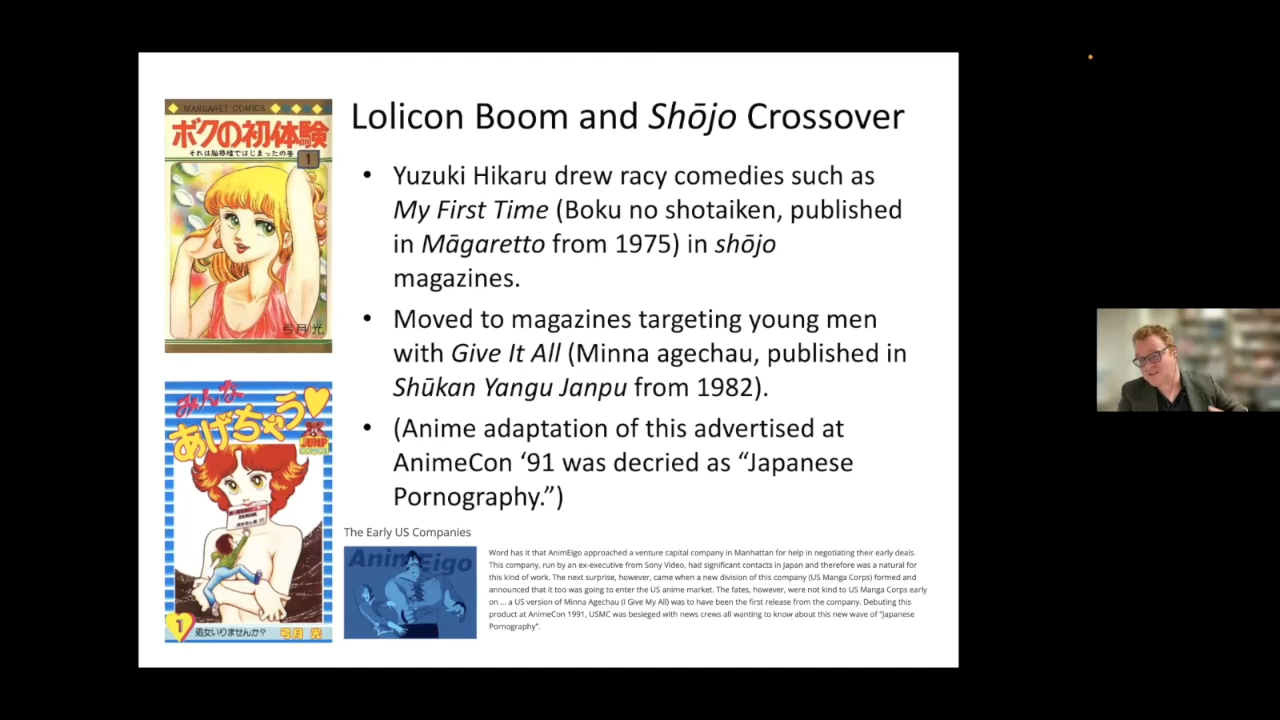 Lolicon Boom and Shōjo Crossover
MARGARET COMICS
ボクの初体験
それは脳移植ではじまったの巻
1
弓月光
• Yuzuki Hikaru drew racy comedies such as
My First Time (Boku no shotaiken, published
in Māgaretto from 1975) in shōjo
magazines.
• Moved to magazines targeting young men
with Give It All (Minna agechau, published in
Shūkan Yangu Janpu from 1982).
• (Anime adaptation of this advertised at
AnimeCon ‘91 was decried as “Japanese
Pornography.”)
みんな
あげちゃう♡
JUMP
1
処女いりませんか？
弓月 光
The Early US Companies
AnimEigo
Word has it that AnimEigo approached a venture capital company in Manhattan for help in negotiating their early deals.
This company, run by an ex-executive from Sony Video, had significant contacts in Japan and therefore was a natural for
this kind of work. The next surprise, however, came when a new division of this company (US Manga Corps) formed and
announced that it too was going to enter the US anime market. The fates, however, were not kind to US Manga Corps early
on ... a US version of Minna Agechau (I Give My All) was to have been the first release from the company. Debuting this
product at AnimeCon 1991, USMC was besieged with news crews all wanting to know about this new wave of "Japanese
Pornography".